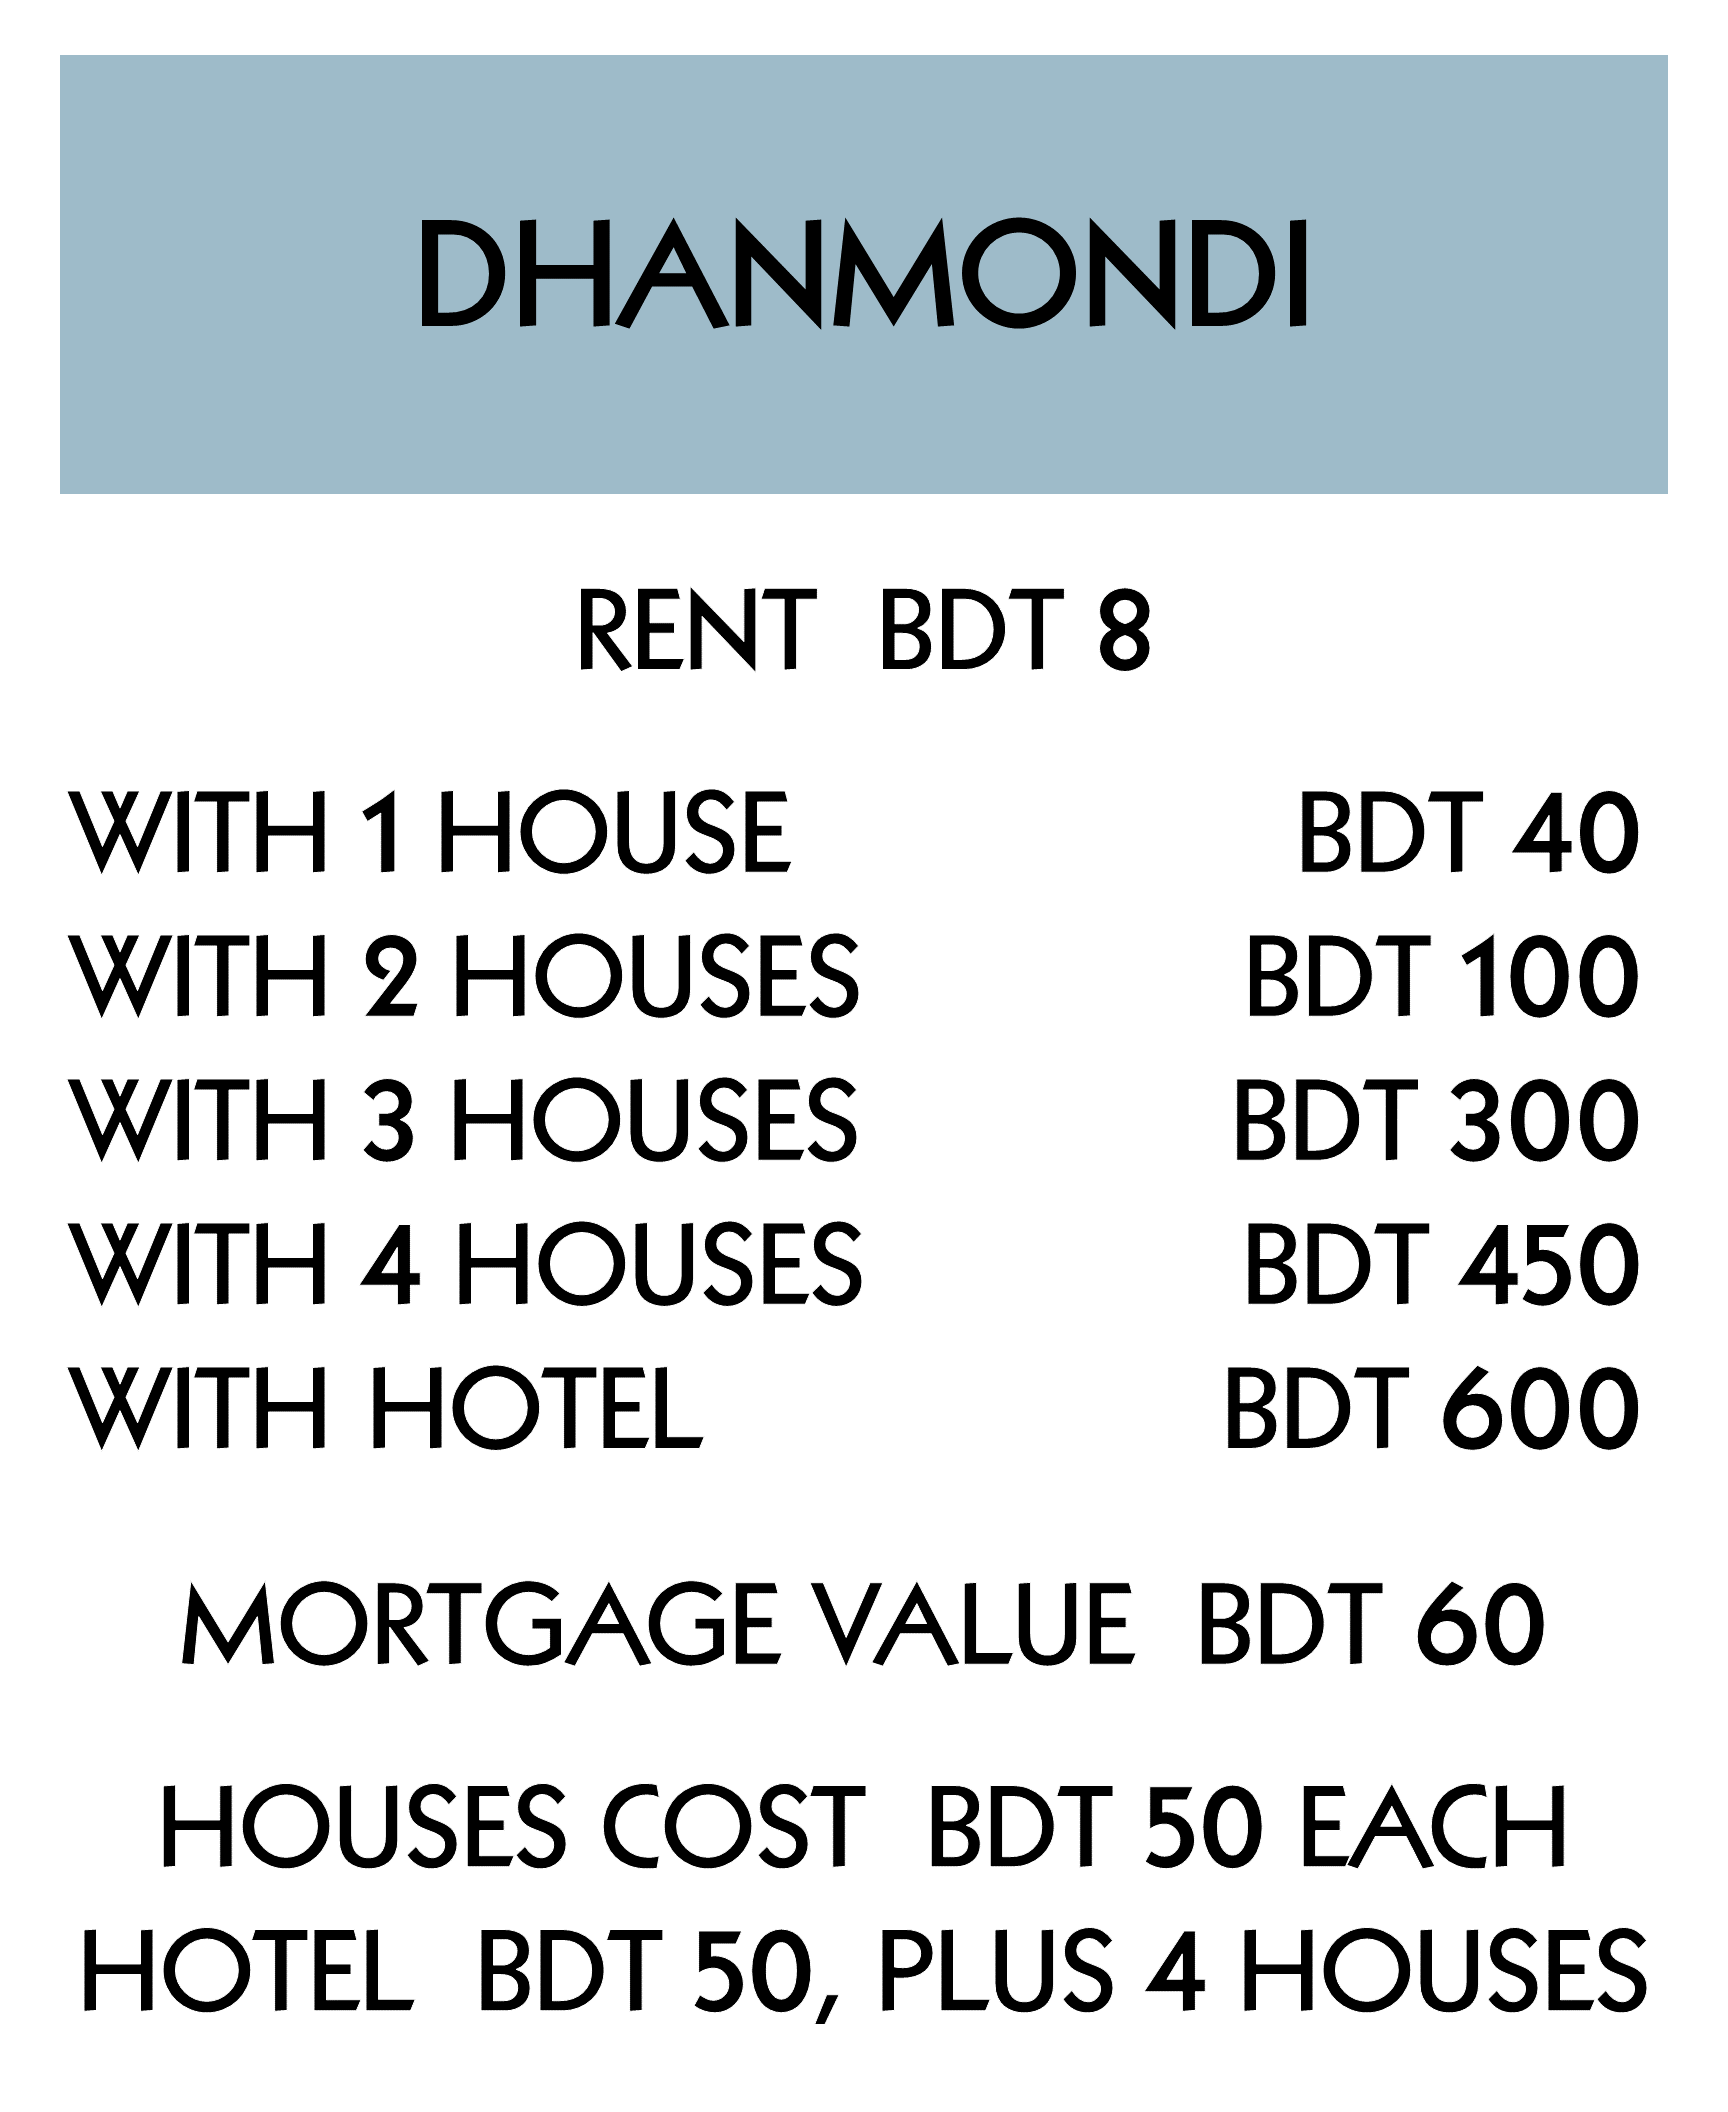 DHANMONDI
RENT BDT 8
WITH 1 HOUSE BDT 40
WITH 2 HOUSES BDT 100
WITH 3 HOUSES BDT 300
WITH 4 HOUSES BDT 450
WITH HOTEL BDT 600
MORTGAGE VALUE BDT 60
HOUSES COST BDT 50 EACH
HOTEL BDT 50, PLUS 4 HOUSES